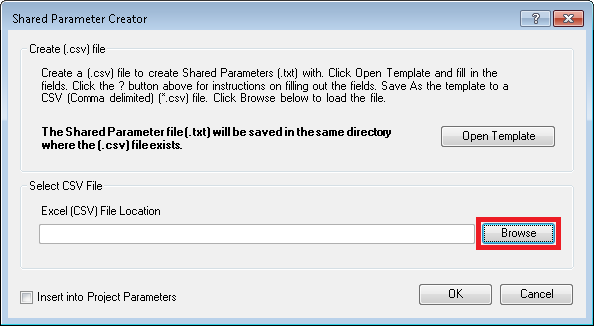 Shared Parameter Creator
?
Create (.csv) file
Create a (.csv) file to create Shared Parameters (.txt) with. Click Open Template and fill in the
fields. Click the ? button above for instructions on filling out the fields. Save As the template to a
CSV (Comma delimited) (*.csv) file. Click Browse below to load the file.
The Shared Parameter file (.txt) will be saved in the same directory
where the (.csv) file exists.
Open Template
Select CSV File
Excel (CSV) File Location
Browse
Insert into Project Parameters
OK
Cancel